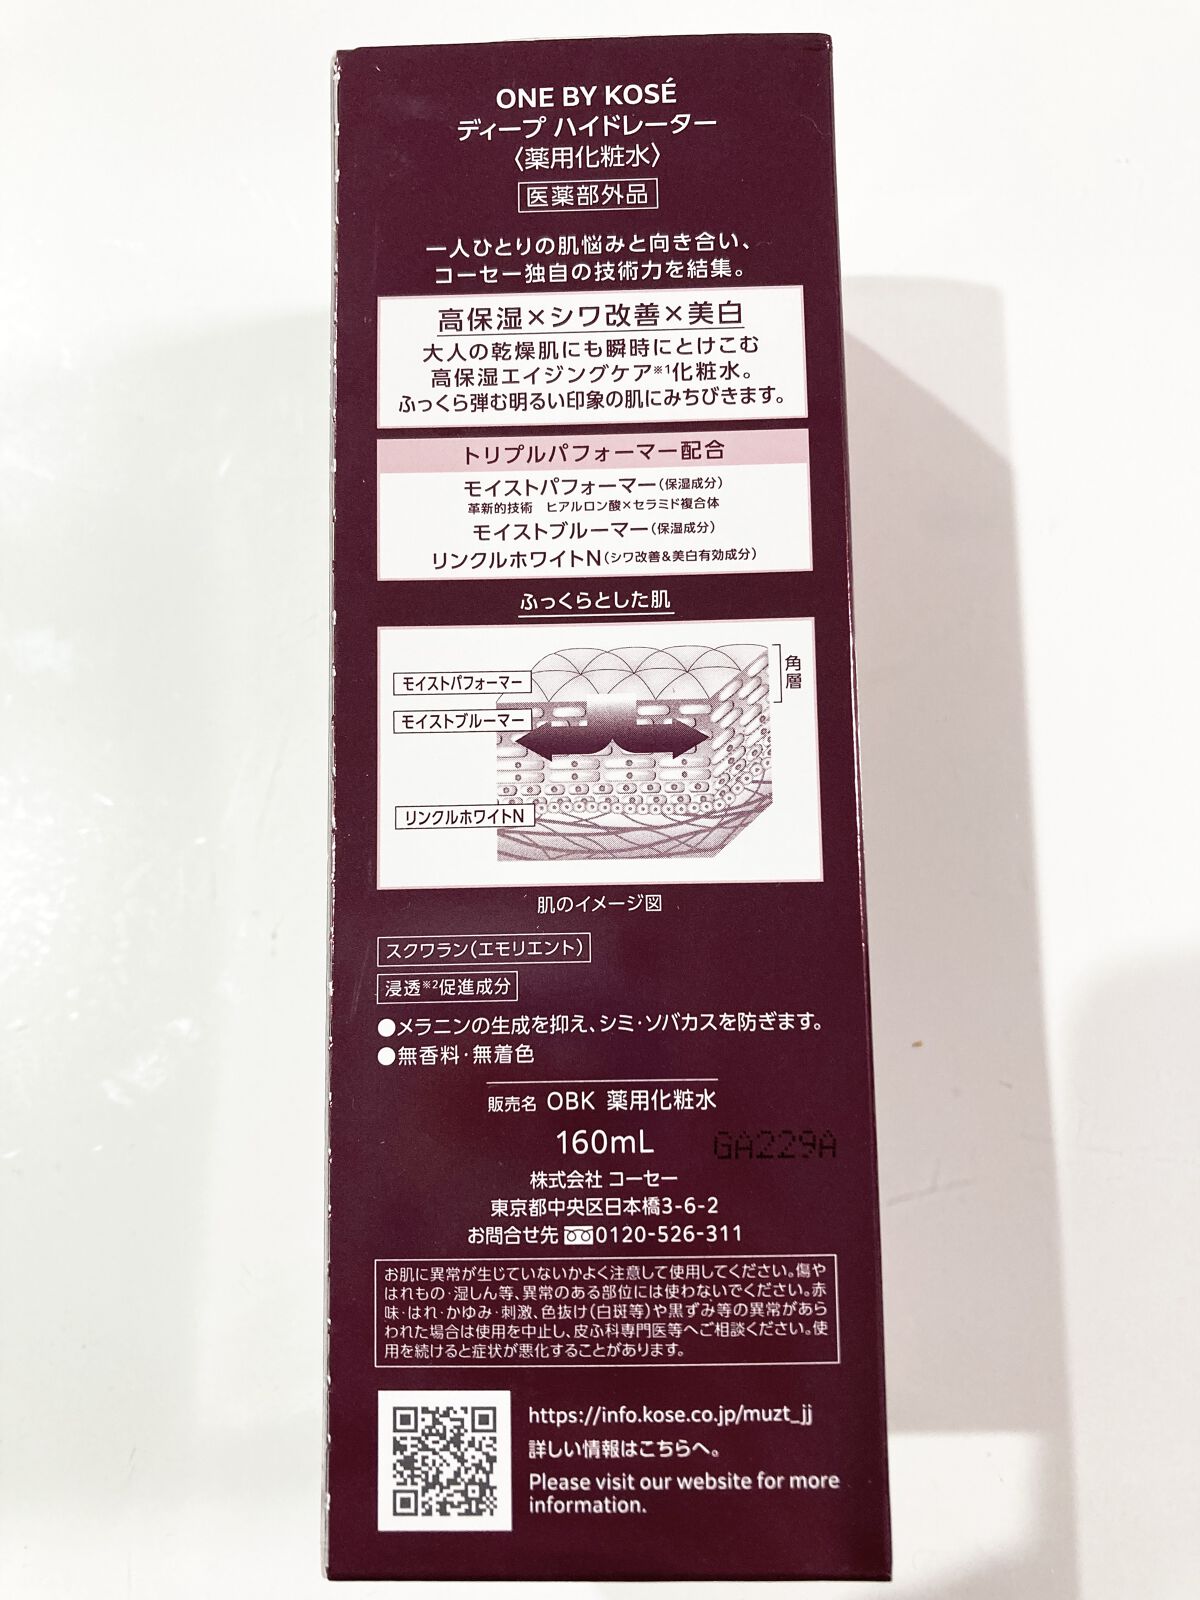 ONE BY KOSÉ
ディープ ハイドレーター
〈薬用化粧水〉
医薬部外品
一人ひとりの肌悩みと向き合い、
コーセー独自の技術力を結集。
高保湿×シワ改善×美白
大人の乾燥肌にも瞬時にとけこむ
高保湿エイジングケア※1化粧水。
ふっくら弾む明るい印象の肌にみちびきます。
トリプルパフォーマー配合
モイストパフォーマー(保湿成分)
革新的技術 ヒアルロン酸×セラミド複合体
モイストブルーマー(保湿成分)
リンクルホワイトN(シワ改善&美白有効成分)
ふっくらとした肌
角層
モイストパフォーマー
モイストブルーマー
リンクルホワイトN
肌のイメージ図
スクワラン(エモリエント)
浸透※2促進成分
●メラニンの生成を抑え、シミ・ソバカスを防ぎます。
●無香料・無着色
販売名 OBK 薬用化粧水
160mL
GA229A
株式会社 コーセー
東京都中央区日本橋3-6-2
お問合せ先 0120-526-311
お肌に異常が生じていないかよく注意して使用してください。傷や
はれもの・湿しん等、異常のある部位には使わないでください。赤
味・はれ・かゆみ・刺激、色抜け(白斑等)や黒ずみ等の異常があら
われた場合は使用を中止し、皮ふ科専門医等へご相談ください。使
用を続けると症状が悪化することがあります。
https://info.kose.co.jp/muzt_jj
詳しい情報はこちらへ。
Please visit our website for more
information.